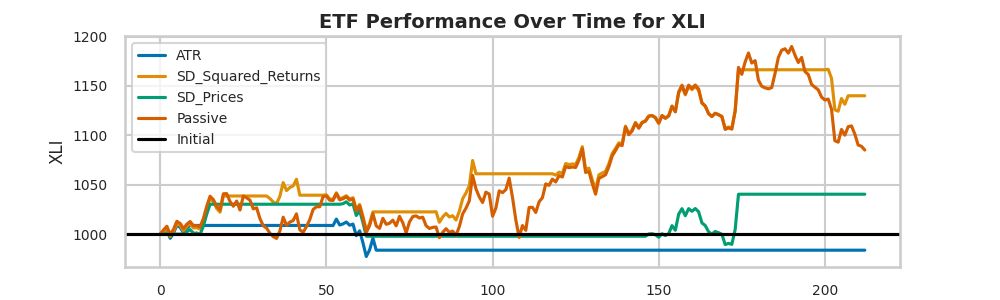 ETF Performance Over Time for XLI
1200
1150
1100
1050
1000
XLI
ATR
SD_Squared_Returns
SD_Prices
Passive
Initial
0
50
100
150
200